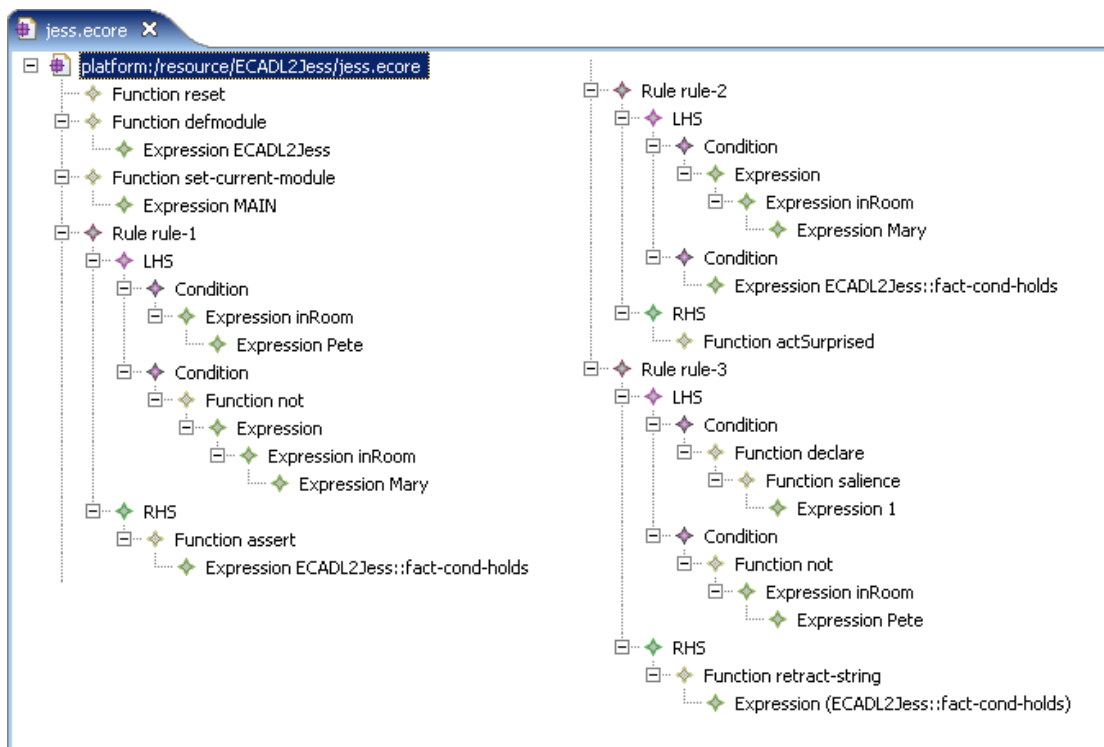 jess.ecore
platform:/resource/ECADL2Jess/jess.ecore
Function reset
Function defmodule
Expression ECADL2Jess
Function set-current-module
Expression MAIN
Rule rule-1
LHS
Condition
Expression inRoom
Expression Pete
Condition
Function not
Expression
Expression inRoom
Expression Mary
RHS
Function assert
Expression ECADL2Jess::fact-cond-holds
Rule rule-2
LHS
Condition
Expression
Expression inRoom
Expression Mary
Condition
Expression ECADL2Jess::fact-cond-holds
RHS
Function actSurprised
Rule rule-3
LHS
Condition
Function declare
Function salience
Expression 1
Condition
Function not
Expression inRoom
Expression Pete
RHS
Function retract-string
Expression (ECADL2Jess::fact-cond-holds)